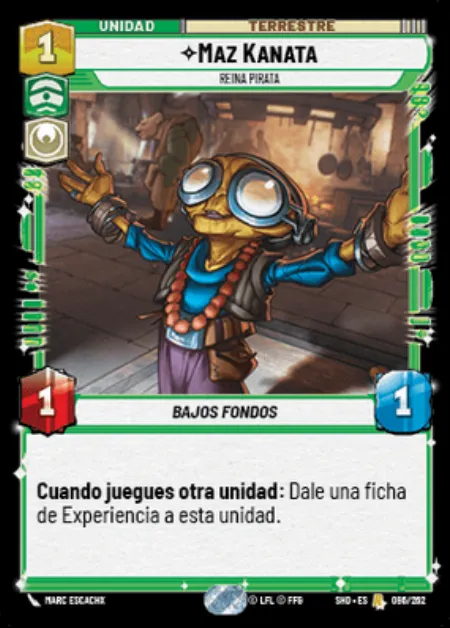 UNIDAD
TERRESTRE
1
✧MAZ KANATA
REINA PIRATA
1
BAJOS FONDOS
1
Cuando juegues otra unidad: Dale una ficha
de Experiencia a esta unidad.
MARC ESCACHX
© LFL © FFG
SHD•ES
096/262